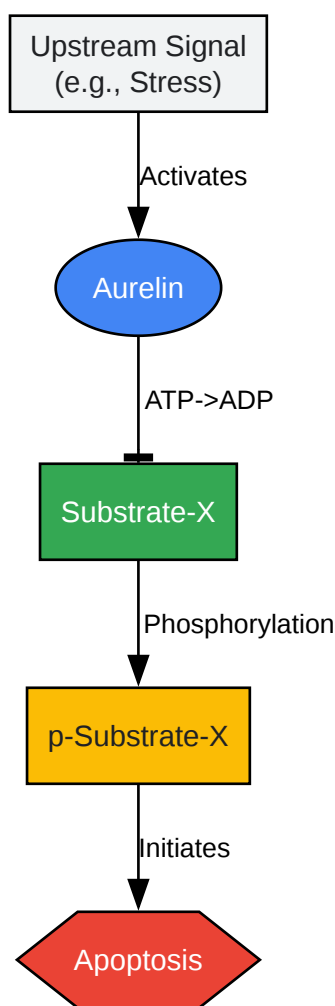 Upstream Signal
(e.g., Stress)
Activates
Aurelin
ATP->ADP
Substrate-X
Phosphorylation
p-Substrate-X
Initiates
Apoptosis